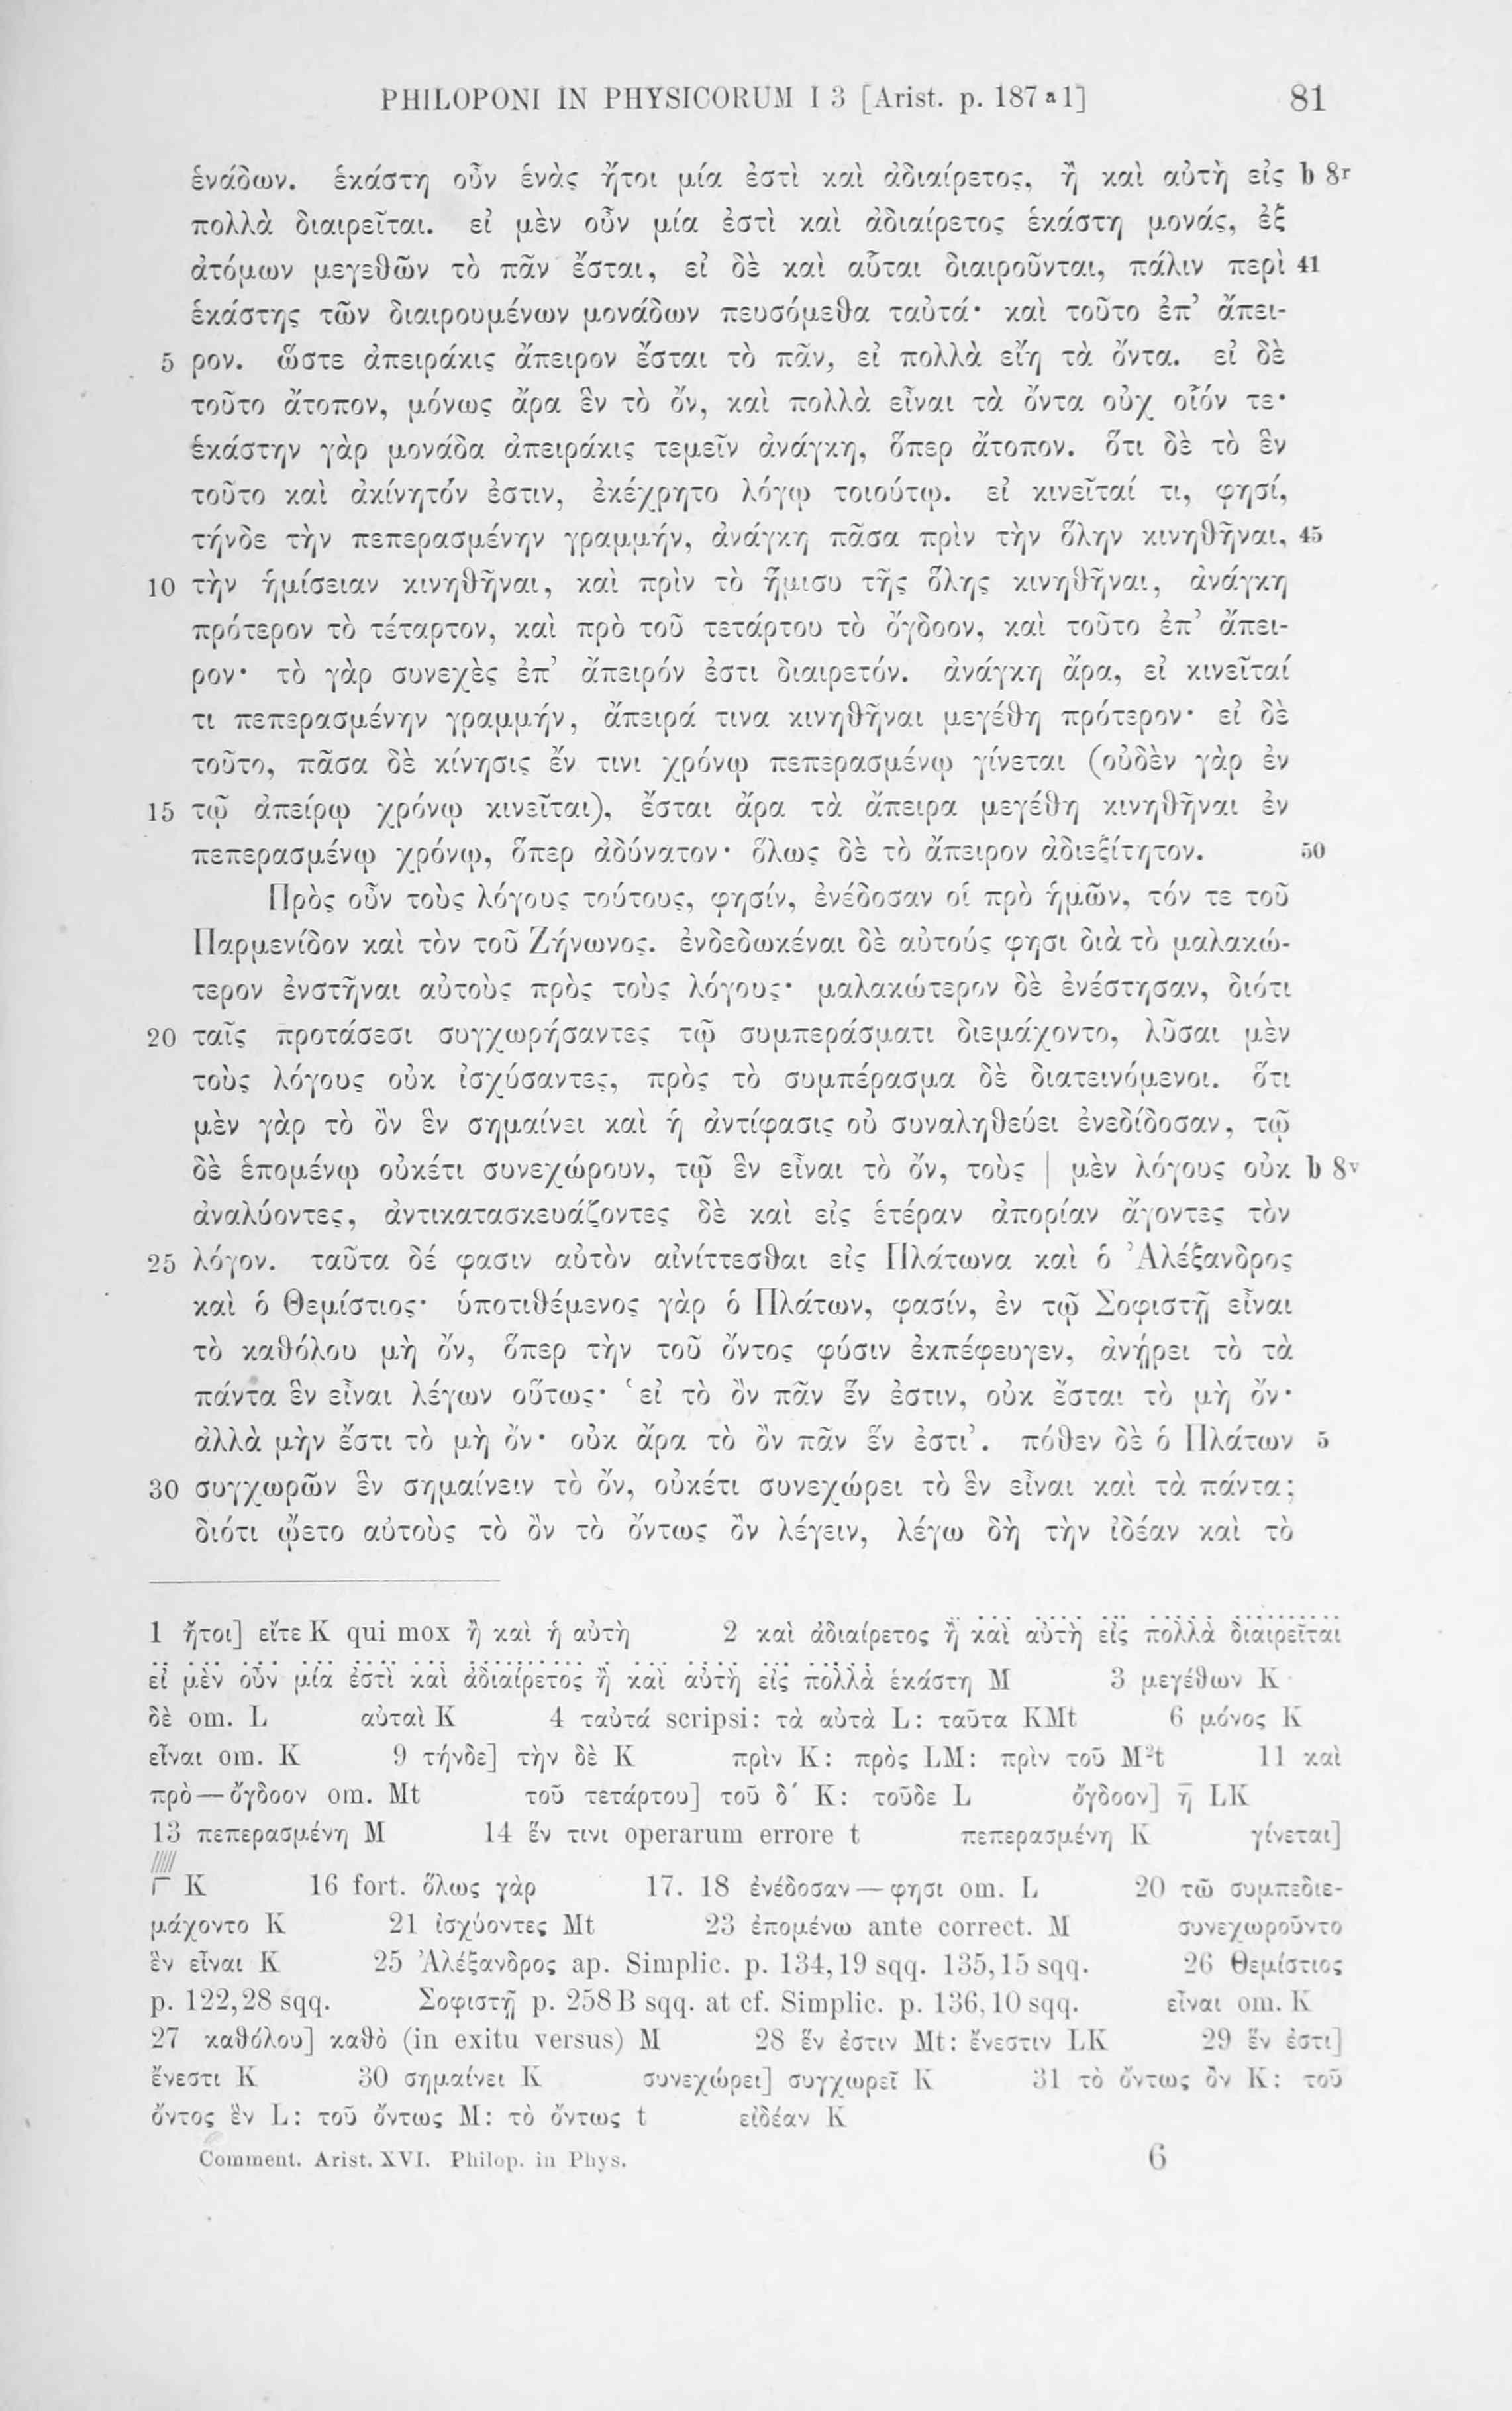 PHILOPONI IN PHYSICORUM I 3 [Arist. p. 187 a 1] 81
ἑνάδων. ἑκάστη οὖν ἑνὰς ἤτοι μία ἐστὶ καὶ ἀδιαίρετος, ἢ καὶ αὐτὴ εἰς b 8r
πολλὰ διαιρεῖται. εἰ μὲν οὖν μία ἐστὶ καὶ ἀδιαίρετος ἑκάστη μονάς, ἐξ
ἀτόμων μεγεθῶν τὸ πᾶν ἔσται, εἰ δὲ καὶ αὗται διαιροῦνται, πάλιν περὶ 41
ἑκάστης τῶν διαιρουμένων μονάδων πευσόμεθα ταὐτά· καὶ τοῦτο ἐπ’ ἄπει-
5 ρον. ὥστε ἀπειράκις ἄπειρον ἔσται τὸ πᾶν, εἰ πολλὰ εἴη τὰ ὄντα. εἰ δὲ
τοῦτο ἄτοπον, μόνως ἄρα ἓν τὸ ὄν, καὶ πολλὰ εἶναι τὰ ὄντα οὐχ οἷόν τε·
ἑκάστην γὰρ μονάδα ἀπειράκις τεμεῖν ἀνάγκη, ὅπερ ἄτοπον. ὅτι δὲ τὸ ἓν
τοῦτο καὶ ἀκίνητόν ἐστιν, ἐκέχρητο λόγῳ τοιούτῳ. εἰ κινεῖταί τι, φησί,
τήνδε τὴν πεπερασμένην γραμμήν, ἀνάγκη πᾶσα πρὶν τὴν ὅλην κινηθῆναι, 45
10 τὴν ἡμίσειαν κινηθῆναι, καὶ πρὶν τὸ ἥμισυ τῆς ὅλης κινηθῆναι, ἀνάγκη
πρότερον τὸ τέταρτον, καὶ πρὸ τοῦ τετάρτου τὸ ὄγδοον, καὶ τοῦτο ἐπ’ ἄπει-
ρον· τὸ γὰρ συνεχὲς ἐπ’ ἄπειρόν ἐστι διαιρετόν. ἀνάγκη ἄρα, εἰ κινεῖταί
τι πεπερασμένην γραμμήν, ἄπειρά τινα κινηθῆναι μεγέθη πρότερον· εἰ δὲ
τοῦτο, πᾶσα δὲ κίνησις ἔν τινι χρόνῳ πεπερασμένῳ γίνεται (οὐδὲν γὰρ ἐν
15 τῷ ἀπείρῳ χρόνῳ κινεῖται), ἔσται ἄρα τὰ ἄπειρα μεγέθη κινηθῆναι ἐν
πεπερασμένῳ χρόνῳ, ὅπερ ἀδύνατον· ὅλως δὲ τὸ ἄπειρον ἀδιεξίτητον. 50
Πρὸς οὖν τοὺς λόγους τούτους, φησίν, ἐνέδοσαν οἱ πρὸ ἡμῶν, τόν τε τοῦ
Παρμενίδον καὶ τὸν τοῦ Ζήνωνος. ἐνδεδωκέναι δὲ αὐτούς φησι διὰ τὸ μαλακώ-
τερον ἐνστῆναι αὐτοὺς πρὸς τοὺς λόγους· μαλακώτερον δὲ ἐνέστησαν, διότι
20 ταῖς προτάσεσι συγχωρήσαντες τῷ συμπεράσματι διεμάχοντο, λῦσαι μὲν
τοὺς λόγους οὐκ ἰσχύσαντες, πρὸς τὸ συμπέρασμα δὲ διατεινόμενοι. ὅτι
μὲν γὰρ τὸ ὂν ἓν σημαίνει καὶ ἡ ἀντίφασις οὐ συναληθεύει ἐνεδίδοσαν, τῷ
δὲ ἑπομένῳ οὐκέτι συνεχώρουν, τῷ ἓν εἶναι τὸ ὄν, τοὺς | μὲν λόγους οὐκ b 8v
ἀναλύοντες, ἀντικατασκευάζοντες δὲ καὶ εἰς ἑτέραν ἀπορίαν ἄγοντες τὸν
25 λόγον. ταῦτα δέ φασιν αὐτὸν αἰνίττεσθαι εἰς Πλάτωνα καὶ ὁ Ἀλέξανδρος
καὶ ὁ Θεμίστιος· ὑποτιθέμενος γὰρ ὁ Πλάτων, φασίν, ἐν τῷ Σοφιστῇ εἶναι
τὸ καθόλου μὴ ὄν, ὅπερ τὴν τοῦ ὄντος φύσιν ἐκπέφευγεν, ἀνῄρει τὸ τὰ
πάντα ἓν εἶναι λέγων οὕτως· ‘εἰ τὸ ὂν πᾶν ἕν ἐστιν, οὐκ ἔσται τὸ μὴ ὄν·
ἀλλὰ μὴν ἔστι τὸ μὴ ὄν· οὐκ ἄρα τὸ ὂν πᾶν ἕν ἐστι’. πόθεν δὲ ὁ Πλάτων 5
30 συγχωρῶν ἓν σημαίνειν τὸ ὄν, οὐκέτι συνεχώρει τὸ ἓν εἶναι καὶ τὰ πάντα;
διότι ᾤετο αὐτοὺς τὸ ὂν τὸ ὄντως ὂν λέγειν, λέγω δὴ τὴν ἰδέαν καὶ τὸ
1 ἤτοι] εἴτε K qui mox ἢ καὶ ἡ αὐτὴ 2 καὶ ἀδιαίρετος ἢ καὶ αὐτὴ εἰς πολλὰ διαιρεῖται
εἰ μὲν οὖν μία ἐστὶ καὶ ἀδιαίρετος ἢ καὶ αὐτὴ εἰς πολλὰ ἑκάστη M 3 μεγέθων K
δὲ om. L αὐταὶ K 4 ταὐτά scripsi: τὰ αὐτὰ L: ταῦτα KMt 6 μόνος K
εἶναι om. K 9 τήνδε] τὴν δὲ K πρὶν K: πρὸς LM: πρὶν τοῦ M²t 11 καὶ
πρὸ—ὄγδοον om. Mt τοῦ τετάρτου] τοῦ δ´ K: τοῦδε L ὄγδοον] η̄ LK
13 πεπερασμένη M 14 ἕν τινι operarum errore t πεπερασμένη K γίνεται]
Γ K 16 fort. ὅλως γὰρ 17. 18 ἐνέδοσαν—φησι om. L 20 τῶ συμπεδιε-
μάχοντο K 21 ἰσχύοντες Mt 23 ἐπομένω ante correct. M συνεχωροῦντο
ἓν εἶναι K 25 Ἀλέξανδρος ap. Simplic. p. 134,19 sqq. 135,15 sqq. 26 Θεμίστιος
p. 122,28 sqq. Σοφιστῇ p. 258B sqq. at cf. Simplic. p. 136,10 sqq. εἶναι om. K
27 καθόλου] καθὸ (in exitu versus) M 28 ἕν ἐστιν Mt: ἔνεστιν LK 29 ἕν ἐστι]
ἔνεστι K 30 σημαίνει K συνεχώρει] συγχωρεῖ K 31 τὸ ὄντως ὂν K: τοῦ
ὄντος ἓν L: τοῦ ὄντως M: τὸ ὄντως t εἰδέαν K
Comment. Arist. XVI. Philop. in Phys. 6